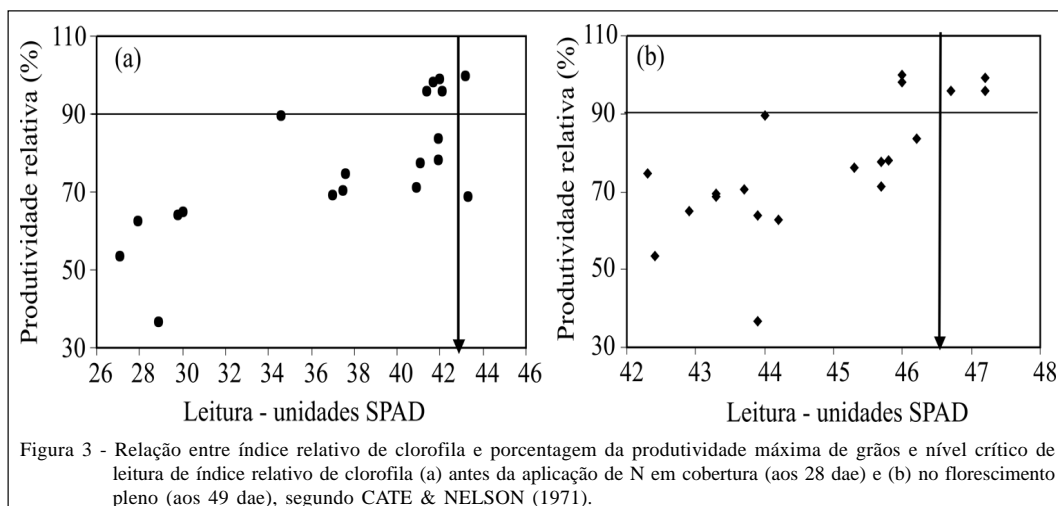 (a)
Produtividade relativa (%)
110
90
70
50
30
26 28 30 32 34 36 38 40 42 44 46
Leitura - unidades SPAD
(b)
Produtividade relativa (%)
110
90
70
50
30
42 43 44 45 46 47 48
Leitura - unidades SPAD
Figura 3 - Relação entre índice relativo de clorofila e porcentagem da produtividade máxima de grãos e nível crítico de
leitura de índice relativo de clorofila (a) antes da aplicação de N em cobertura (aos 28 dae) e (b) no florescimento
pleno (aos 49 dae), segundo CATE & NELSON (1971).